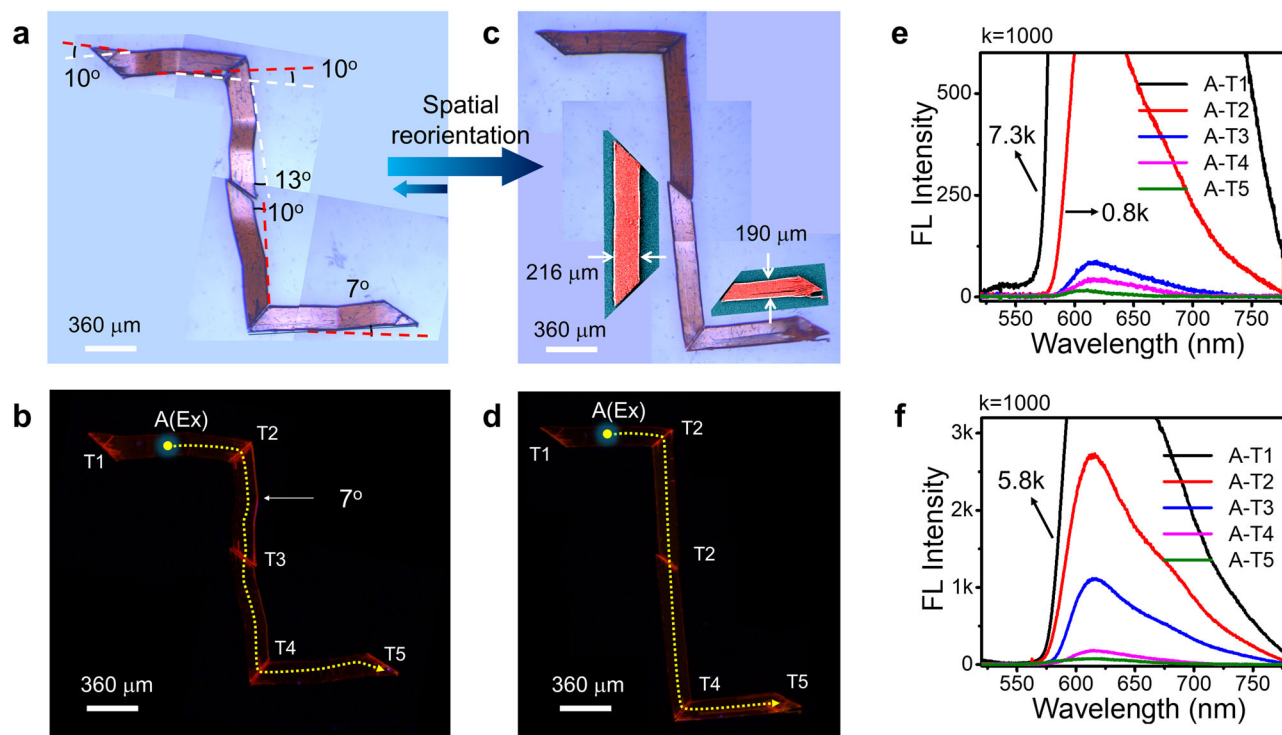 a
10°
10°
13°
10°
7°
360 μm
Spatial
reorientation
c
216 μm
190 μm
360 μm
e
k=1000
FL Intensity
500
250
0
7.3k
0.8k
A-T1
A-T2
A-T3
A-T4
A-T5
550
600
650
700
750
Wavelength (nm)
b
A(Ex)
T1
T2
7°
T3
T4
T5
360 μm
d
A(Ex)
T1
T2
T2
T4
T5
360 μm
f
k=1000
FL Intensity
3k
2k
1k
0
5.8k
A-T1
A-T2
A-T3
A-T4
A-T5
550
600
650
700
750
Wavelength (nm)